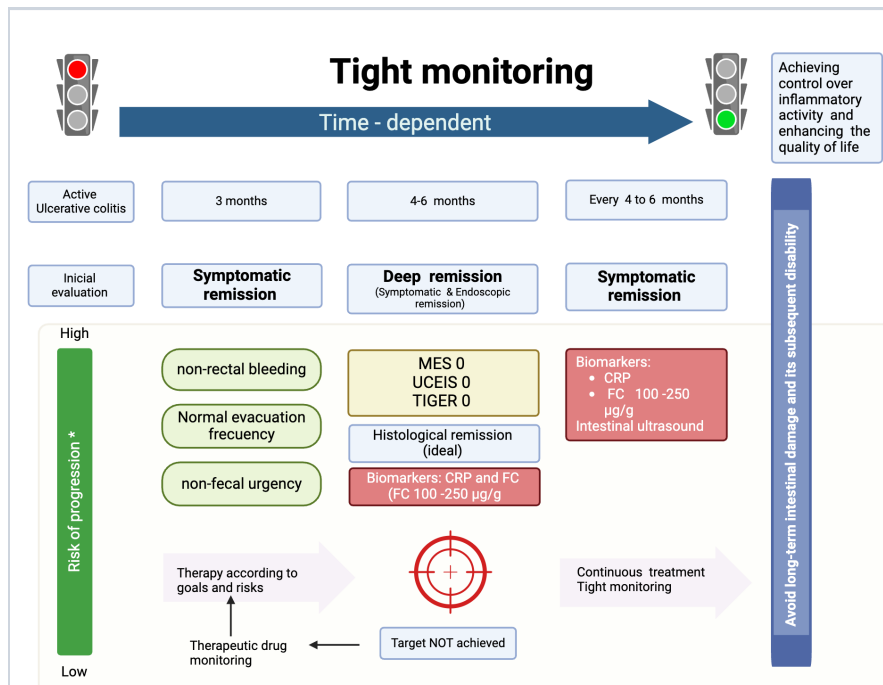 Tight monitoring
Time - dependent
Achieving
control over
inflammatory
activity and
enhancing the
quality of life
Active
Ulcerative colitis
3 months
4-6 months
Every 4 to 6 months
Inicial
evaluation
Symptomatic
remission
Deep remission
(Symptomatic & Endoscopic
remission)
Symptomatic
remission
High
Risk of progression *
Low
non-rectal bleeding
Normal evacuation
frecuency
non-fecal urgency
MES 0
UCEIS 0
TIGER 0
Histological remission
(ideal)
Biomarkers: CRP and FC
(FC 100 -250 µg/g
Biomarkers:
• CRP
• FC 100 -250
µg/g
Intestinal ultrasound
Therapy according to
goals and risks
Therapeutic drug
monitoring
Target NOT achieved
Continuous treatment
Tight monitoring
Avoid long-term intestinal damage and its subsequent disability